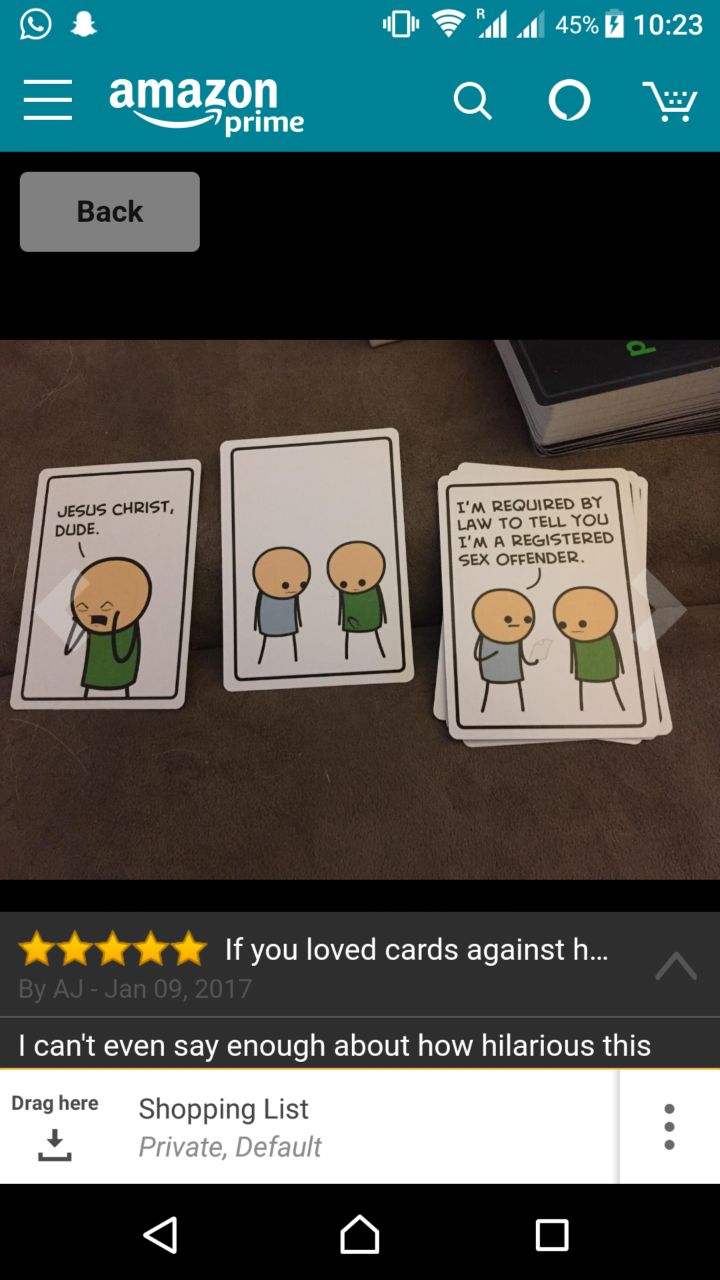 R
45%
10:23
amazon
prime
Back
JESUS CHRIST,
DUDE.
I'M REQUIRED BY
LAW TO TELL YOU
I'M A REGISTERED
SEX OFFENDER.
If you loved cards against h...
By AJ - Jan 09, 2017
I can't even say enough about how hilarious this
Drag here
Shopping List
Private, Default